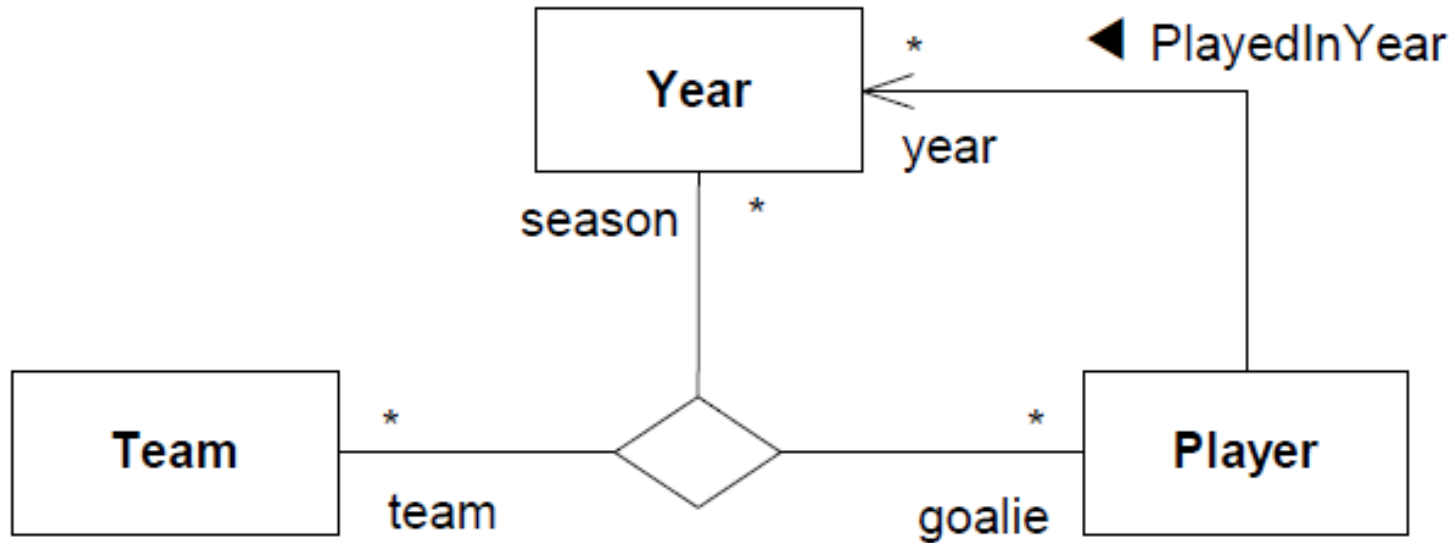 * ◀ PlayedInYear
Year
year
season *
* *
Team Player
team goalie